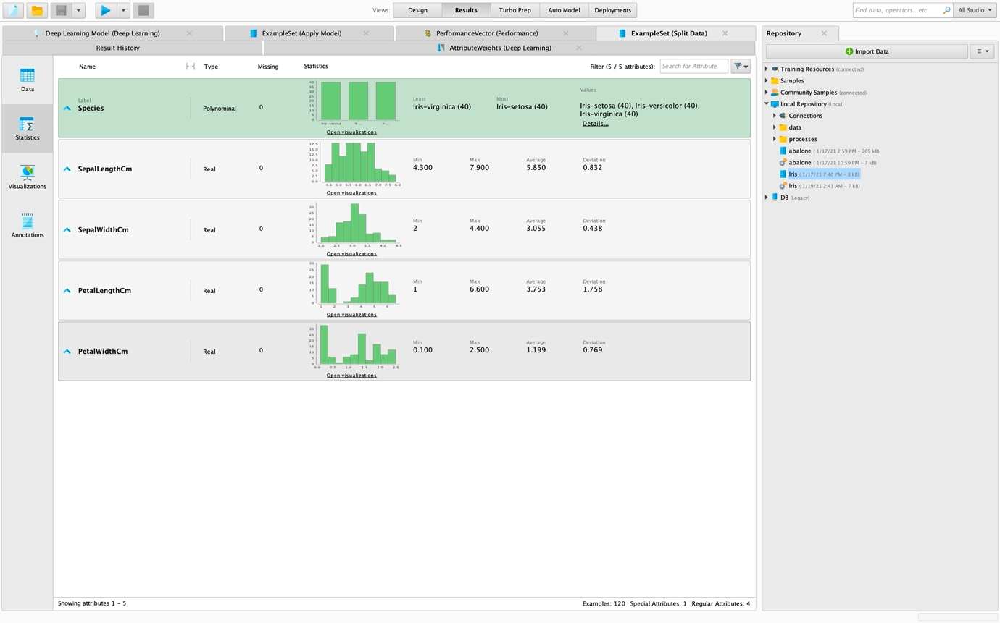 Views: Design Results Turbo Prep Auto Model Deployments
Find data, operators...etc
All Studio
Deep Learning Model (Deep Learning)
ExampleSet (Apply Model)
PerformanceVector (Performance)
ExampleSet (Split Data)
Result History
AttributeWeights (Deep Learning)
Data
Statistics
Visualizations
Annotations
Name Type Missing Statistics Filter (5 / 5 attributes): Search for Attribute
Label
Species
Polynominal
0
40
35
30
25
20
15
10
5
0
Iris-setosa Ir... Ir...
Open visualizations
Least
Iris-virginica (40)
Most
Iris-setosa (40)
Values
Iris-setosa (40), Iris-versicolor (40),
Iris-virginica (40)
Details...
SepalLengthCm
Real
0
17.5
15.0
12.5
10.0
7.5
5.0
2.5
0.0
4.5 5.0 5.5 6.0 6.5 7.0 7.5 8.0
Open visualizations
Min
4.300
Max
7.900
Average
5.850
Deviation
0.832
SepalWidthCm
Real
0
30
25
20
15
10
5
0
2.0 2.5 3.0 3.5 4.0 4.5
Open visualizations
Min
2
Max
4.400
Average
3.055
Deviation
0.438
PetalLengthCm
Real
0
30
25
20
15
10
5
0
1 2 3 4 5 6
Open visualizations
Min
1
Max
6.600
Average
3.753
Deviation
1.758
PetalWidthCm
Real
0
30
25
20
15
10
5
0
0.0 0.5 1.0 1.5 2.0 2.5
Open visualizations
Min
0.100
Max
2.500
Average
1.199
Deviation
0.769
Showing attributes 1 - 5
Examples: 120 Special Attributes: 1 Regular Attributes: 4
Repository
Import Data
Training Resources (connected)
Samples
Community Samples (connected)
Local Repository (Local)
Connections
data
processes
abalone ( 1/17/21 2:59 PM - 269 kB)
abalone ( 1/17/21 10:59 PM - 7 kB)
Iris ( 1/17/21 7:40 PM - 8 kB)
Iris ( 1/19/21 2:43 AM - 7 kB)
DB (Legacy)